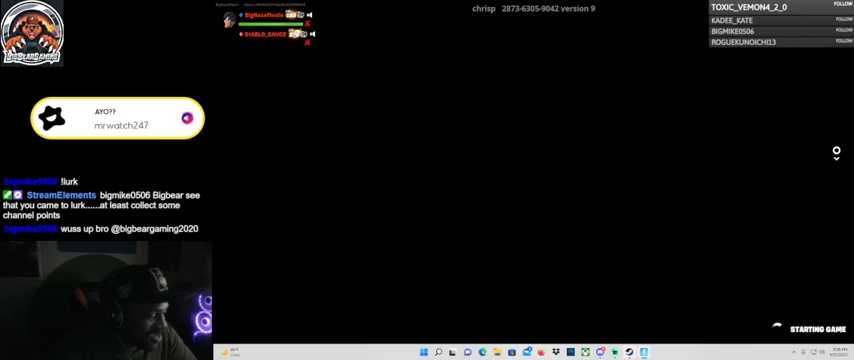 chrisp 2873-6305-9042 version 9
TOXIC_VEMON4_2_0 FOLLOW
KADEE_KATE FOLLOW
BIGMIKE0506 FOLLOW
ROGUEKUNOICHI13 FOLLOW
D1ABLO_SAUCE
BIGBEARGAMING
AYO??
mrwatch247
bigmike0506 !lurk
StreamElements bigmike0506 Bigbear see
that you came to lurk......at least collect some
channel points
bigmike0506 wuss up bro @bigbeargaming2020
STARTING GAME